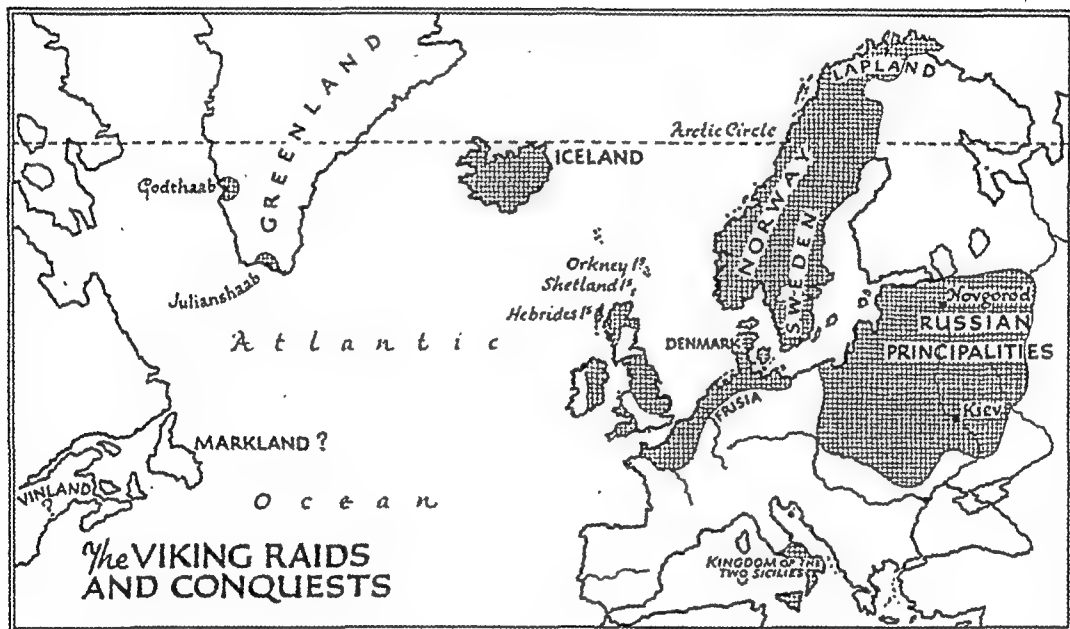 LAPLAND
GREENLAND
Arctic Circle
ICELAND
Godthaab
NORWAY
SWEDEN
Orkney Is.
Shetland Is.
Julianshaab
Hebrides Is.
Novgorod
RUSSIAN
PRINCIPALITIES
Atlantic
DENMARK
FRISIA
Kiev
MARKLAND ?
VINLAND
?
Ocean
The VIKING RAIDS
AND CONQUESTS
KINGDOM OF THE
TWO SICILIES